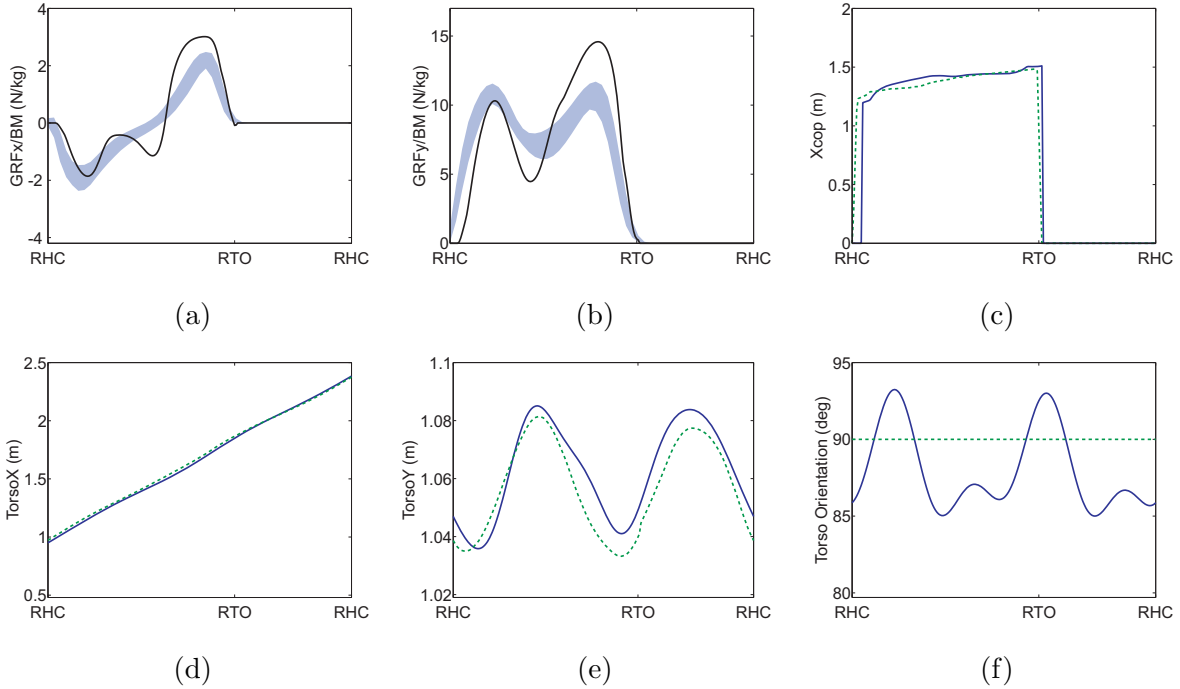 4
2
0
-2
-4
GRFx/BM (N/kg)
RHC
RTO
RHC
(a)
15
10
5
0
GRFy/BM (N/kg)
RHC
RTO
RHC
(b)
2
1.5
1
0.5
0
Xcop (m)
RHC
RTO
RHC
(c)
2.5
2
1.5
1
0.5
TorsoX (m)
RHC
RTO
RHC
(d)
1.1
1.08
1.06
1.04
1.02
TorsoY (m)
RHC
RTO
RHC
(e)
95
90
85
80
Torso Orientation (deg)
RHC
RTO
RHC
(f)